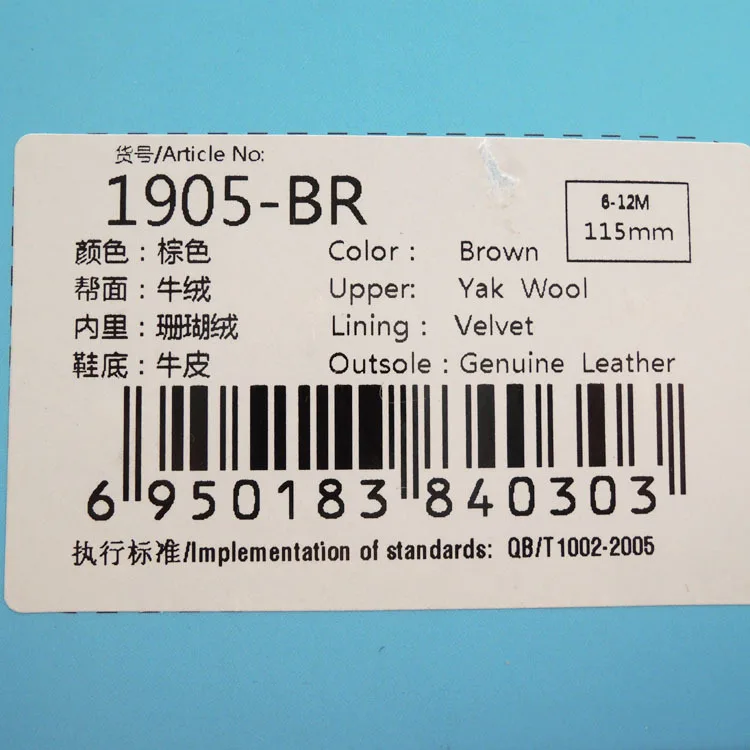 货号/Article No:
1905-BR
6-12M
115mm
颜色：棕色 Color： Brown
帮面：牛绒 Upper: Yak Wool
内里：珊瑚绒 Lining： Velvet
鞋底：牛皮 Outsole：Genuine Leather
6 950183 840303
执行标准/Implementation of standards: QB/T1002-2005